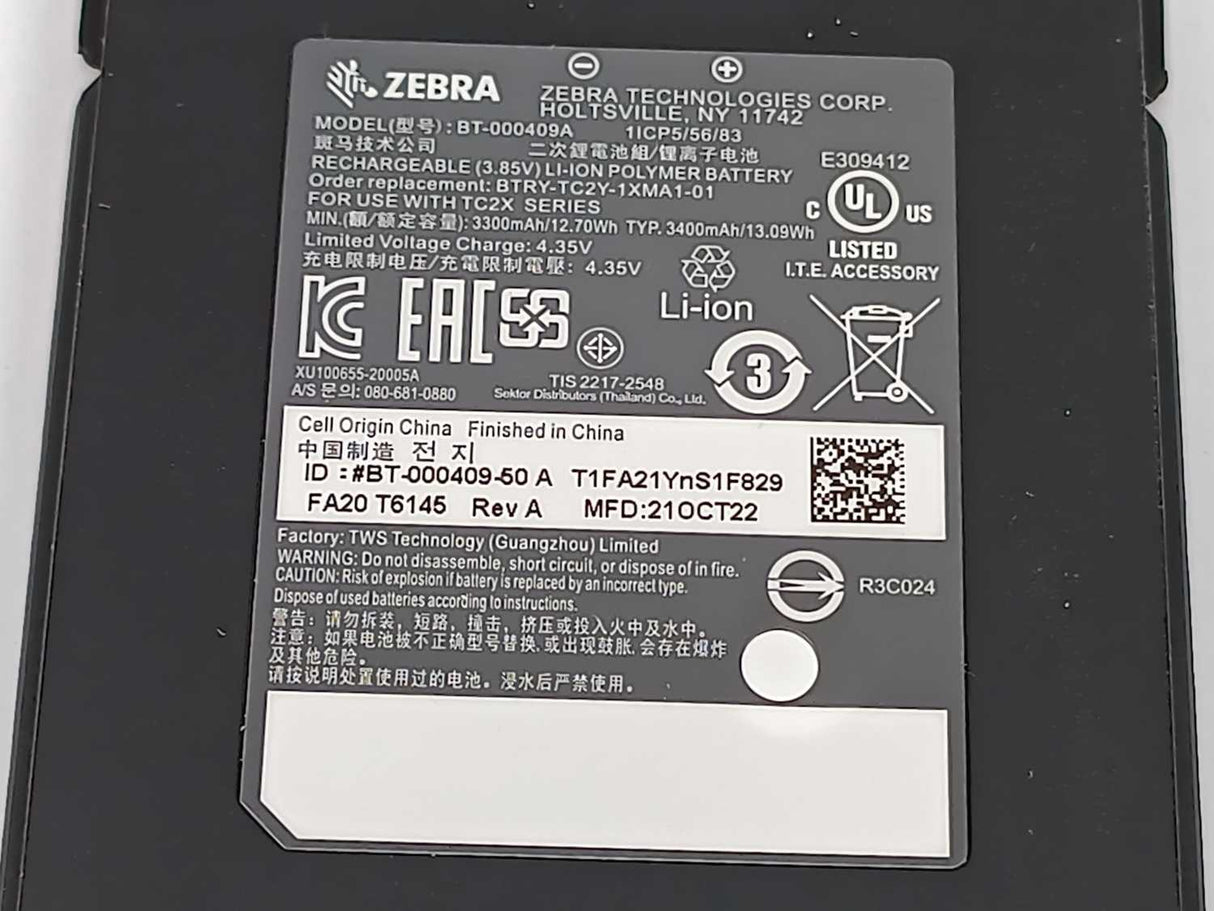 ZEBRA
ZEBRA TECHNOLOGIES CORP.
HOLTSVILLE, NY 11742
MODEL(型号): BT-000409A 1ICP5/56/83
斑马技术公司 二次鋰電池組/锂离子电池
RECHARGEABLE (3.85V) LI-ION POLYMER BATTERY
Order replacement: BTRY-TC2Y-1XMA1-01
FOR USE WITH TC2X SERIES
MIN.(額/额定容量): 3300mAh/12.70Wh TYP. 3400mAh/13.09Wh
Limited Voltage Charge: 4.35V
充电限制电压/充電限制電壓: 4.35V
E309412
C UL US
LISTED
I.T.E. ACCESSORY
Li-ion
KC EAC
3
XU100655-20005A
A/S 문의: 080-681-0880
TIS 2217-2548
Sektor Distributors (Thailand) Co., Ltd.
Cell Origin China Finished in China
中国制造 전 지
ID :#BT-000409-50 A T1FA21YnS1F829
FA20 T6145 Rev A MFD:21OCT22
Factory: TWS Technology (Guangzhou) Limited
WARNING: Do not disassemble, short circuit, or dispose of in fire.
CAUTION: Risk of explosion if battery is replaced by an incorrect type.
Dispose of used batteries according to instructions.
R3C024
警告: 请勿拆装, 短路, 撞击, 挤压或投入火中及水中。
注意: 如果电池被不正确型号替换, 或出现鼓胀, 会存在爆炸
及其他危险。
请按说明处置使用过的电池。浸水后严禁使用。